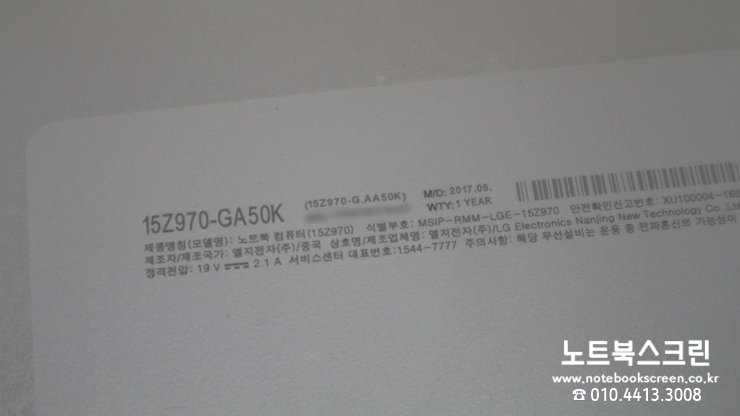 15Z970-GA50K (15Z970-G.AA50K) M/D: 2017.05.
WTY: 1 YEAR
제품명칭(모델명): 노트북 컴퓨터(15Z970) 식별부호: MSIP-RMM-LGE-15Z970 안전확인신고번호: XU100004-160
제조자/제조국가: 엘지전자(주)/중국 상호명/제조업체명: 엘지전자(주)/LG Electronics Nanjing New Technology Co.,Ltd
정격전압: 19 V 2.1 A 서비스센터 대표번호:1544-7777 주의사항: 해당 무선설비는 운용 중 전파혼신의 가능성이
노트북스크린
www.notebookscreen.co.kr
☎ 010.4413.3008